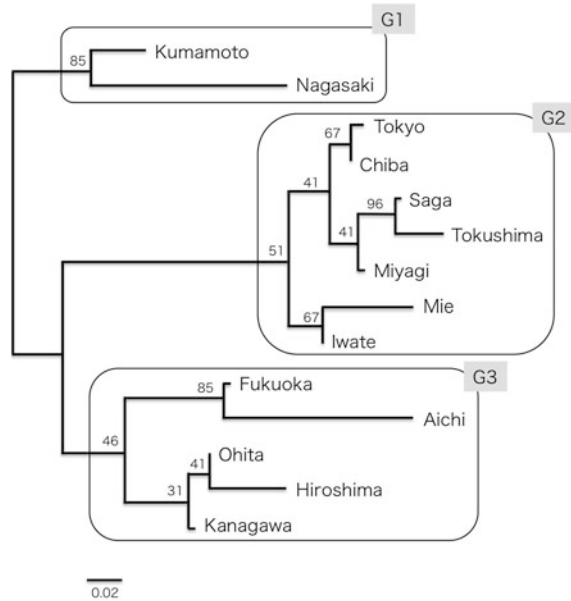 G1
85
Kumamoto
Nagasaki
G2
67
Tokyo
Chiba
41
96
Saga
Tokushima
41
Miyagi
51
67
Mie
Iwate
G3
85
Fukuoka
Aichi
46
41
Ohita
Hiroshima
31
Kanagawa
0.02